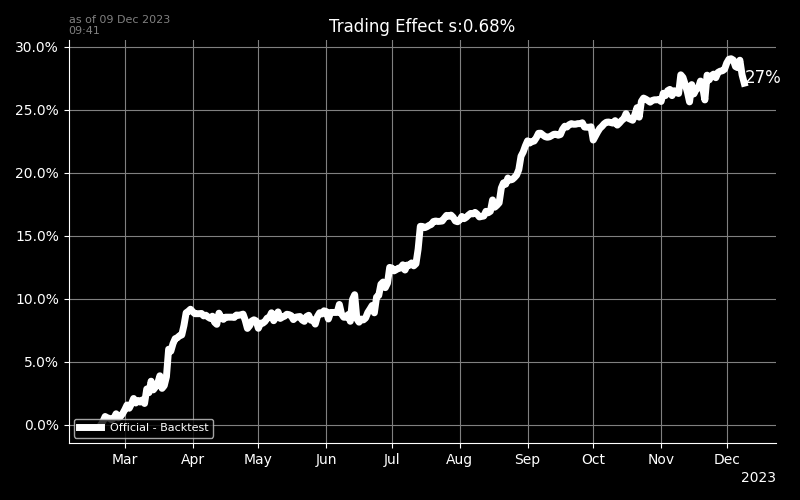 as of 09 Dec 2023
09:41
Trading Effect s:0.68%
30.0%
25.0%
20.0%
15.0%
10.0%
5.0%
0.0%
27%
Official - Backtest
Mar Apr May Jun Jul Aug Sep Oct Nov Dec
2023